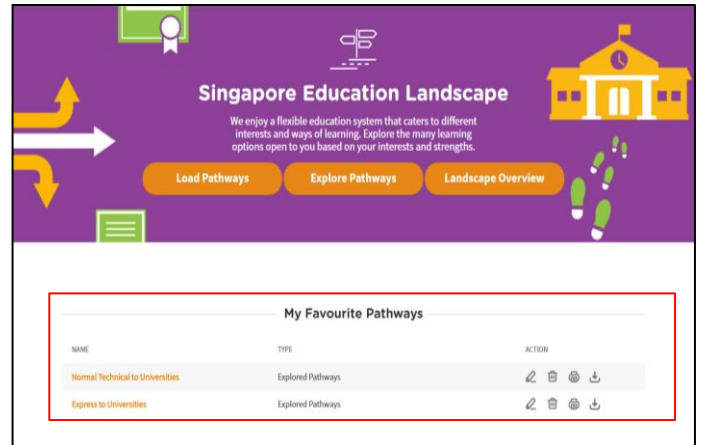 Singapore Education Landscape
We enjoy a flexible education system that caters to different
interests and ways of learning. Explore the many learning
options open to you based on your interests and strengths.
Load Pathways Explore Pathways Landscape Overview
My Favourite Pathways
NAME TYPE ACTION
Normal Technical to Universities Explored Pathways
Express to Universities Explored Pathways